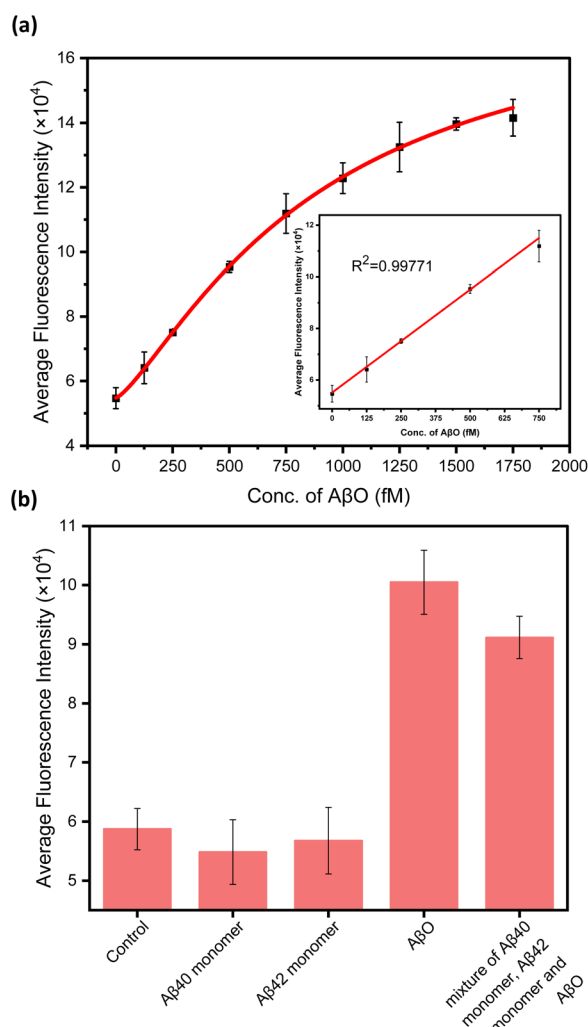 (a)
16
14
12
10
8
6
4
Average Fluorescence Intensity (×10⁴)
0
250
500
750
1000
1250
1500
1750
2000
Conc. of AβO (fM)
R²=0.99771
12
10
8
6
Average Fluorescence Intensity (×10⁴)
0
125
250
375
500
625
750
Conc. of AβO (fM)
(b)
11
10
9
8
7
6
5
Average Fluorescence Intensity (×10⁴)
Control
Aβ40 monomer
Aβ42 monomer
AβO
mixture of Aβ40
monomer, Aβ42
monomer and
AβO